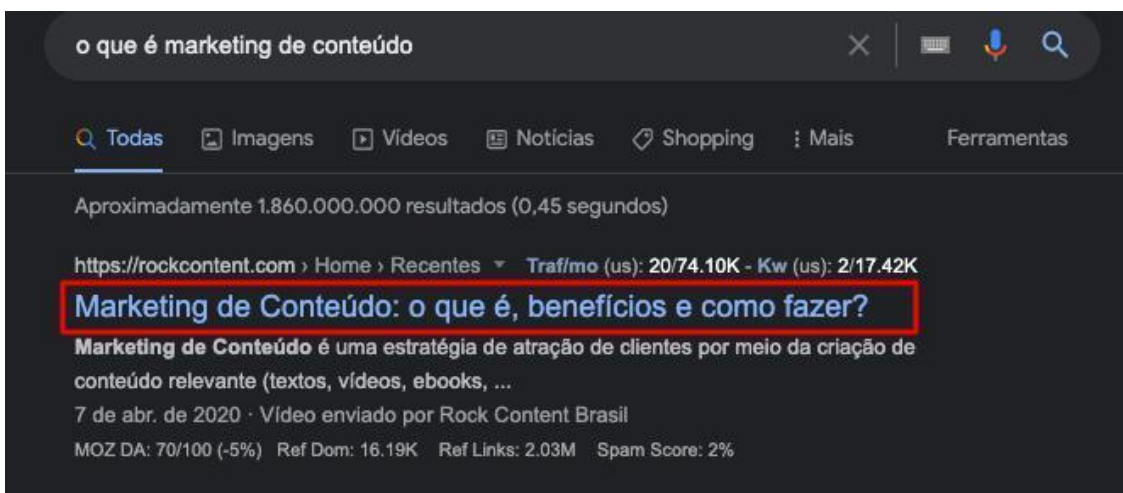 o que é marketing de conteúdo
Todas Imagens Vídeos Notícias Shopping Mais Ferramentas
Aproximadamente 1.860.000.000 resultados (0,45 segundos)
https://rockcontent.com › Home › Recentes Traf/mo (us): 20/74.10K - Kw (us): 2/17.42K
Marketing de Conteúdo: o que é, benefícios e como fazer?
Marketing de Conteúdo é uma estratégia de atração de clientes por meio da criação de
conteúdo relevante (textos, vídeos, ebooks, ...
7 de abr. de 2020 · Vídeo enviado por Rock Content Brasil
MOZ DA: 70/100 (-5%) Ref Dom: 16.19K Ref Links: 2.03M Spam Score: 2%